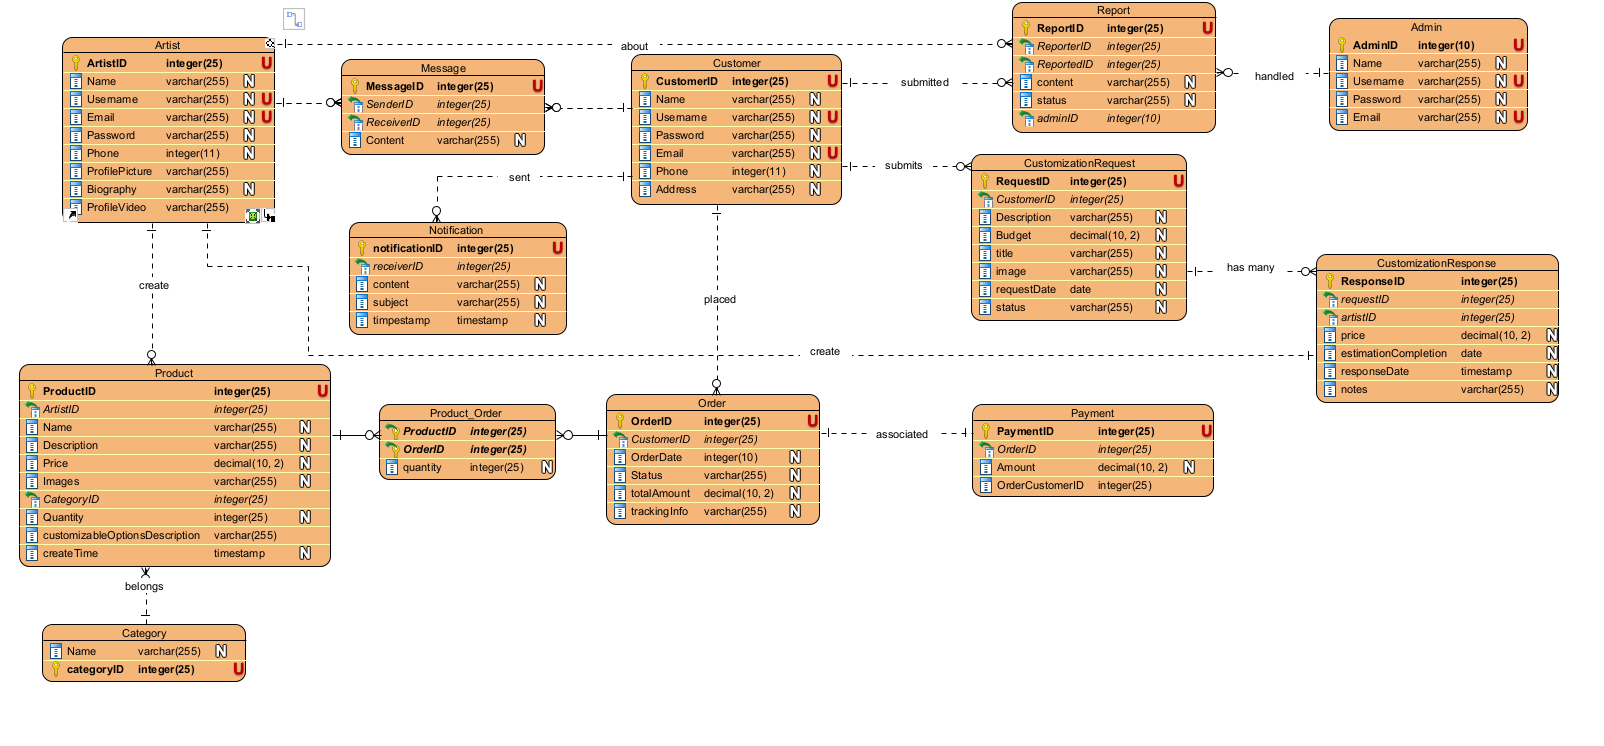 Artist
ArtistID integer(25) U
Name varchar(255) N
Username varchar(255) N U
Email varchar(255) N U
Password varchar(255) N
Phone integer(11) N
ProfilePicture varchar(255)
Biography varchar(255) N
ProfileVideo varchar(255)
Message
MessageID integer(25) U
SenderID integer(25)
ReceiverID integer(25)
Content varchar(255) N
about
Customer
CustomerID integer(25) U
Name varchar(255) N
Username varchar(255) N U
Password varchar(255) N
Email varchar(255) N U
Phone integer(11) N
Address varchar(255) N
submitted
submits
Report
ReportID integer(25) U
ReporterID integer(25)
ReportedID integer(25)
content varchar(255) N
status varchar(255) N
adminID integer(10)
handled
Admin
AdminID integer(10) U
Name varchar(255) N
Username varchar(255) N U
Password varchar(255) N
Email varchar(255) N U
sent
Notification
notificationID integer(25) U
receiverID integer(25)
content varchar(255) N
subject varchar(255) N
timpestamp timestamp N
CustomizationRequest
RequestID integer(25) U
CustomerID integer(25)
Description varchar(255) N
Budget decimal(10, 2) N
title varchar(255) N
image varchar(255) N
requestDate date N
status varchar(255) N
has many
CustomizationResponse
ResponseID integer(25)
requestID integer(25)
artistID integer(25)
price decimal(10, 2) N
estimationCompletion date N
responseDate timestamp N
notes varchar(255) N
create
placed
create
Product
ProductID integer(25) U
ArtistID integer(25)
Name varchar(255) N
Description varchar(255) N
Price decimal(10, 2) N
Images varchar(255) N
CategoryID integer(25)
Quantity integer(25) N
customizableOptionsDescription varchar(255)
createTime timestamp N
Product_Order
ProductID integer(25)
OrderID integer(25)
quantity integer(25) N
Order
OrderID integer(25) U
CustomerID integer(25)
OrderDate integer(10) N
Status varchar(255) N
totalAmount decimal(10, 2) N
trackingInfo varchar(255) N
associated
Payment
PaymentID integer(25) U
OrderID integer(25)
Amount decimal(10, 2) N
OrderCustomerID integer(25)
belongs
Category
Name varchar(255) N
categoryID integer(25) U